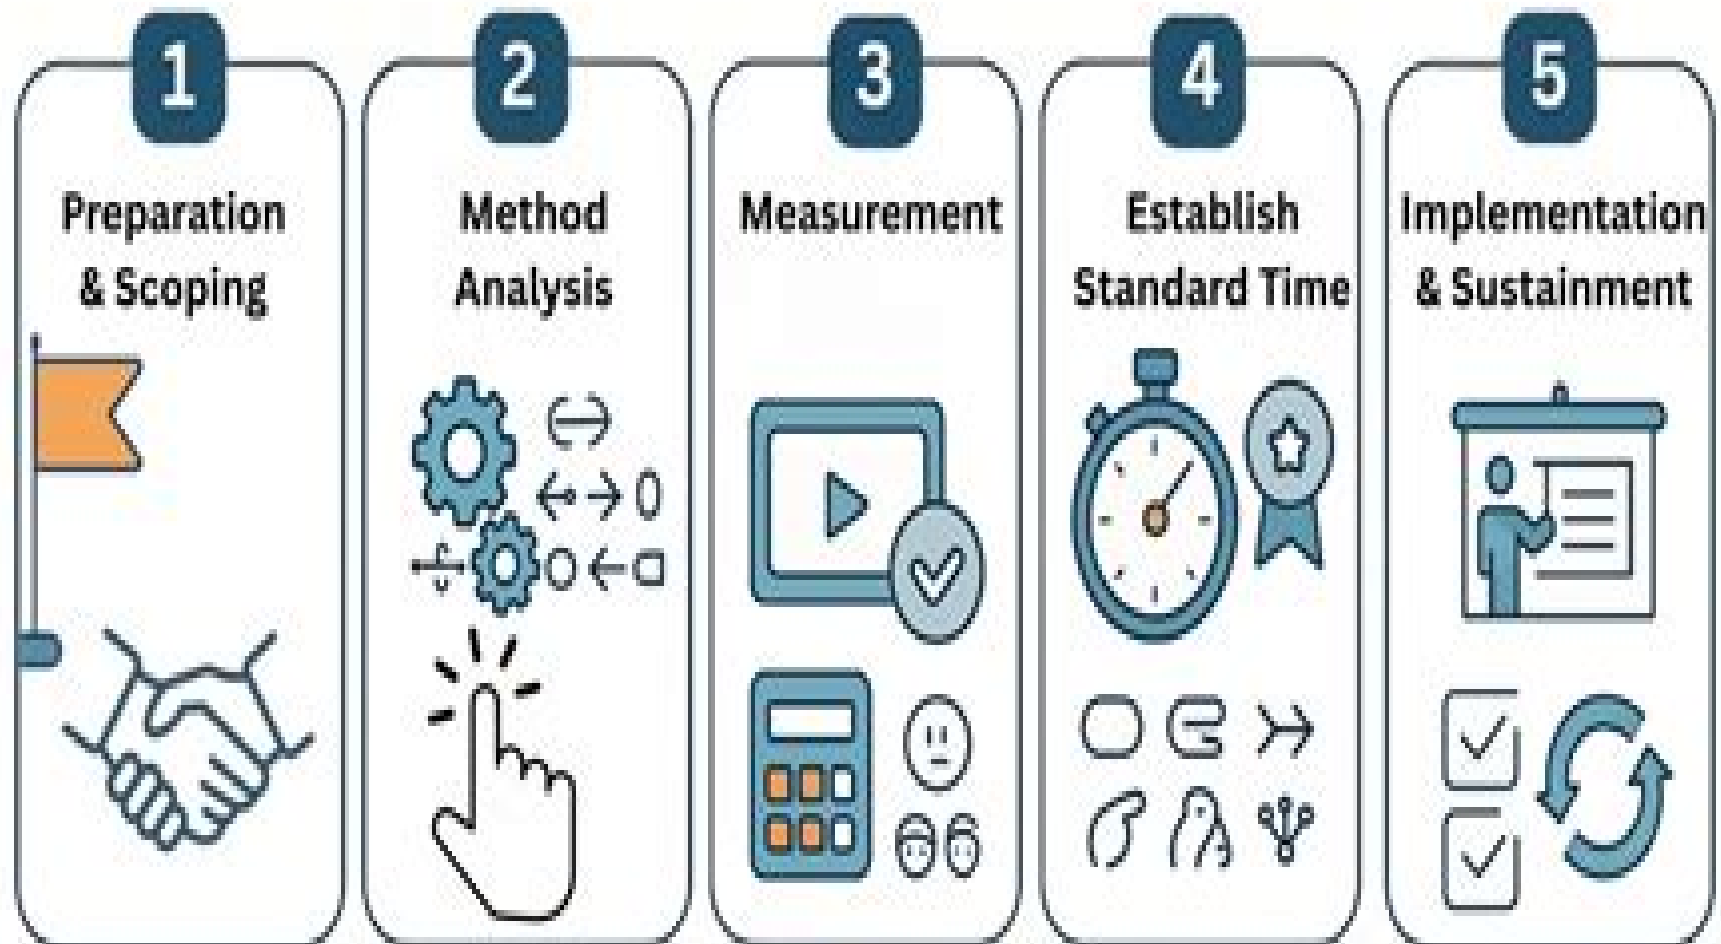 1
Preparation
& Scoping
2
Method
Analysis
3
Measurement
4
Establish
Standard Time
5
Implementation
& Sustainment